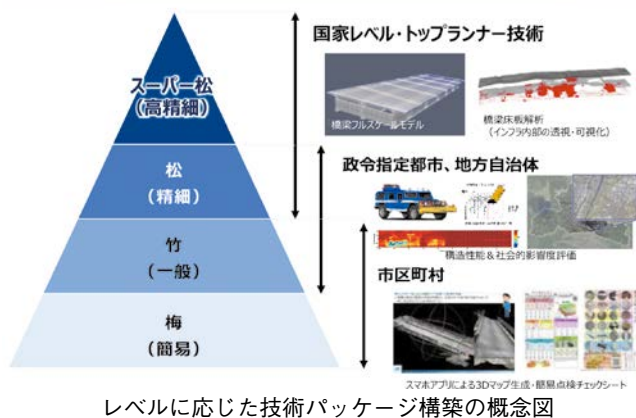 国家レベル・トップランナー技術
スーパー松
(高精細)
橋梁フルスケールモデル
橋梁床板解析
(インフラ内部の透視・可視化)
松
(精細)
政令指定都市、地方自治体
構造性能&社会的影響度評価
竹
(一般)
市区町村
梅
(簡易)
スマホアプリによる3Dマップ生成・簡易点検チェックシート
レベルに応じた技術パッケージ構築の概念図